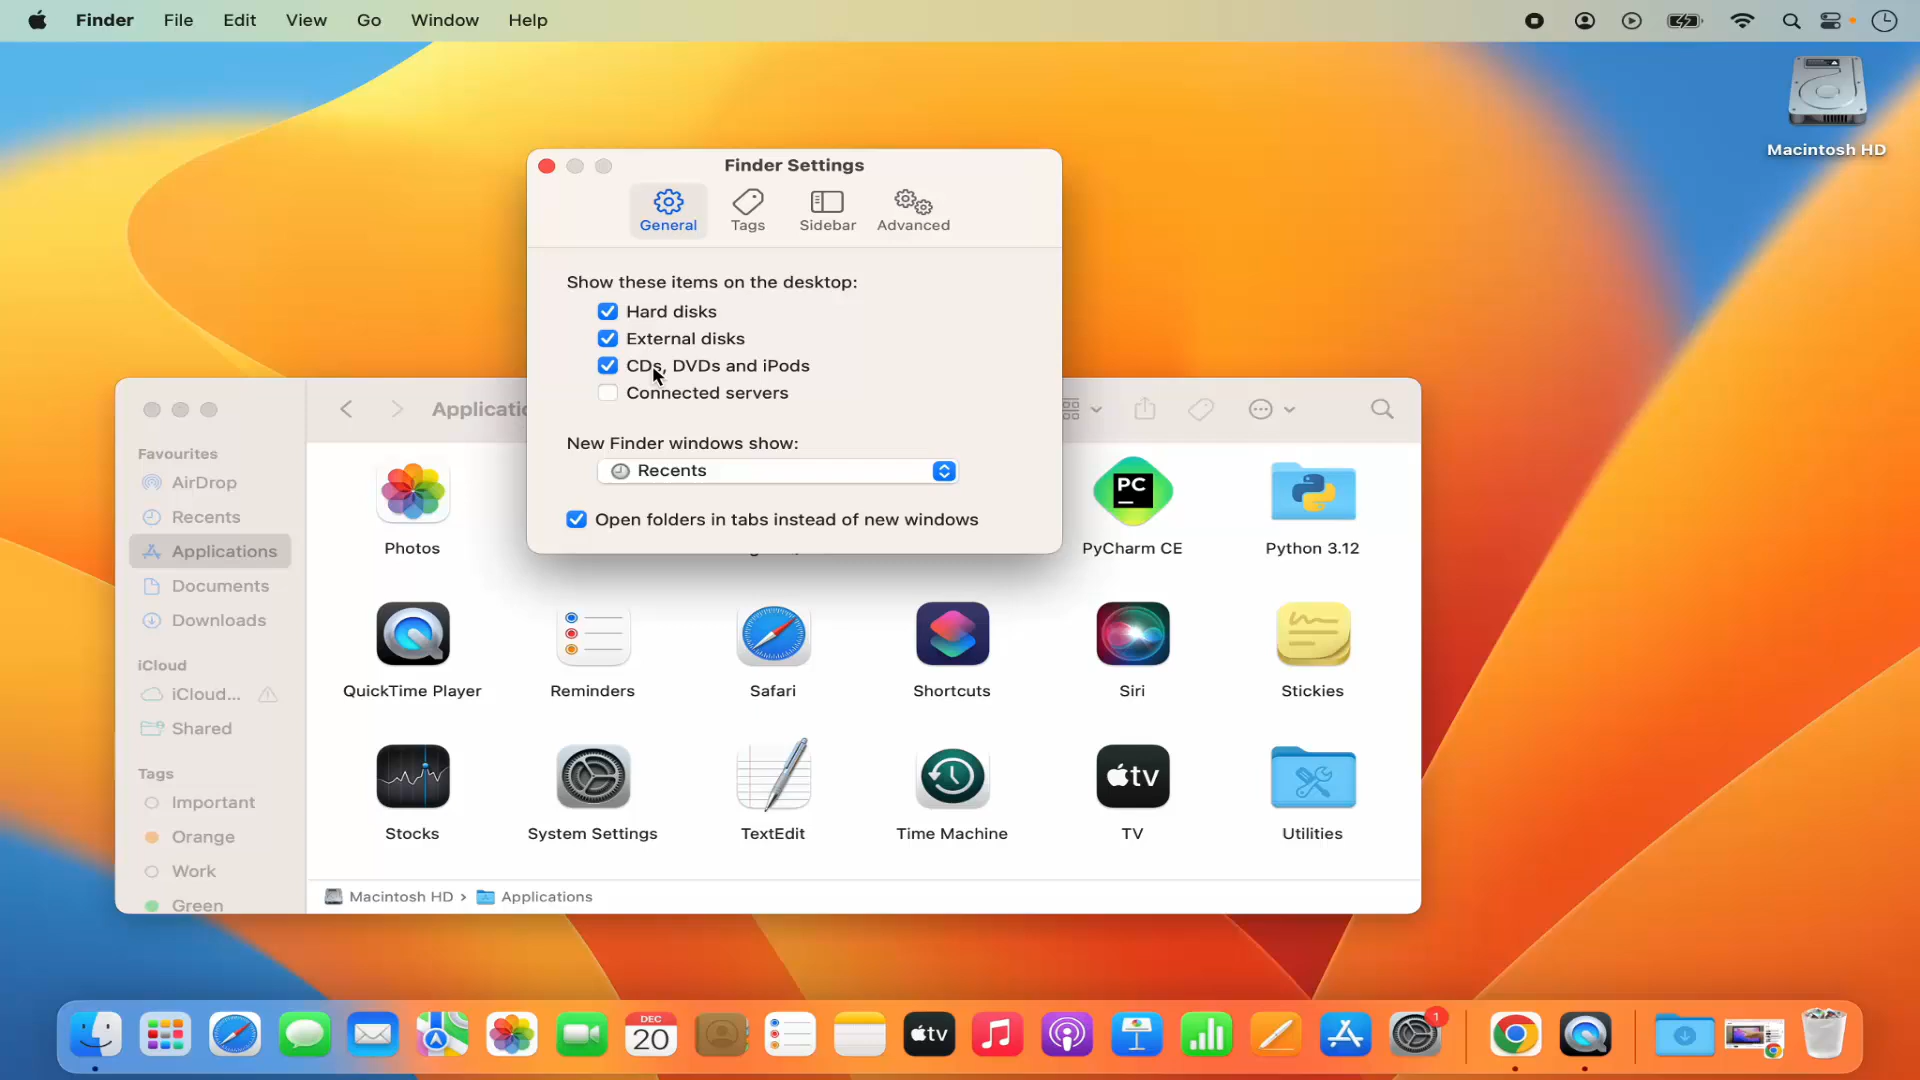 Finder File Edit View Go Window Help
Macintosh HD
Finder Settings
General Tags Sidebar Advanced
Show these items on the desktop:
Hard disks
External disks
CDs, DVDs and iPods
Connected servers
New Finder windows show:
Recents
Open folders in tabs instead of new windows
Favourites
AirDrop
Recents
Applications
Documents
Downloads
iCloud
iCloud...
Shared
Tags
Important
Orange
Work
Green
PC
Photos PyCharm CE Python 3.12
QuickTime Player Reminders Safari Shortcuts Siri Stickies
tv
Stocks System Settings TextEdit Time Machine TV Utilities
Macintosh HD › Applications
DEC
20
tv
1